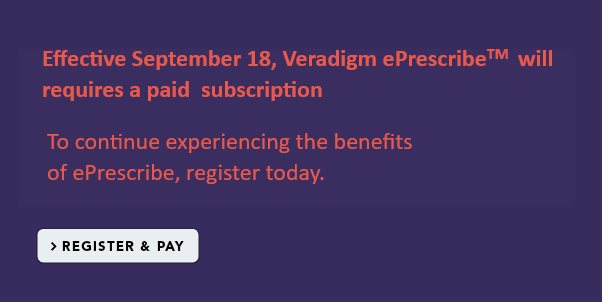 Effective September 18, Veradigm ePrescribe™ will
requires a paid subscription
To continue experiencing the benefits
of ePrescribe, register today.
> REGISTER & PAY